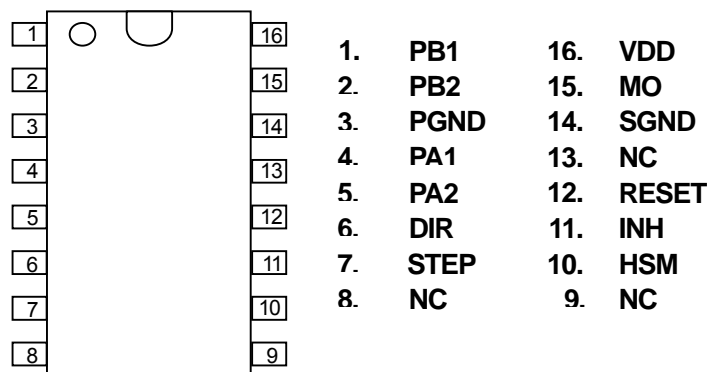 1 16
2 15
3 14
4 13
5 12
6 11
7 10
8 9
1. PB1 16. VDD
2. PB2 15. MO
3. PGND 14. SGND
4. PA1 13. NC
5. PA2 12. RESET
6. DIR 11. INH
7. STEP 10. HSM
8. NC 9. NC